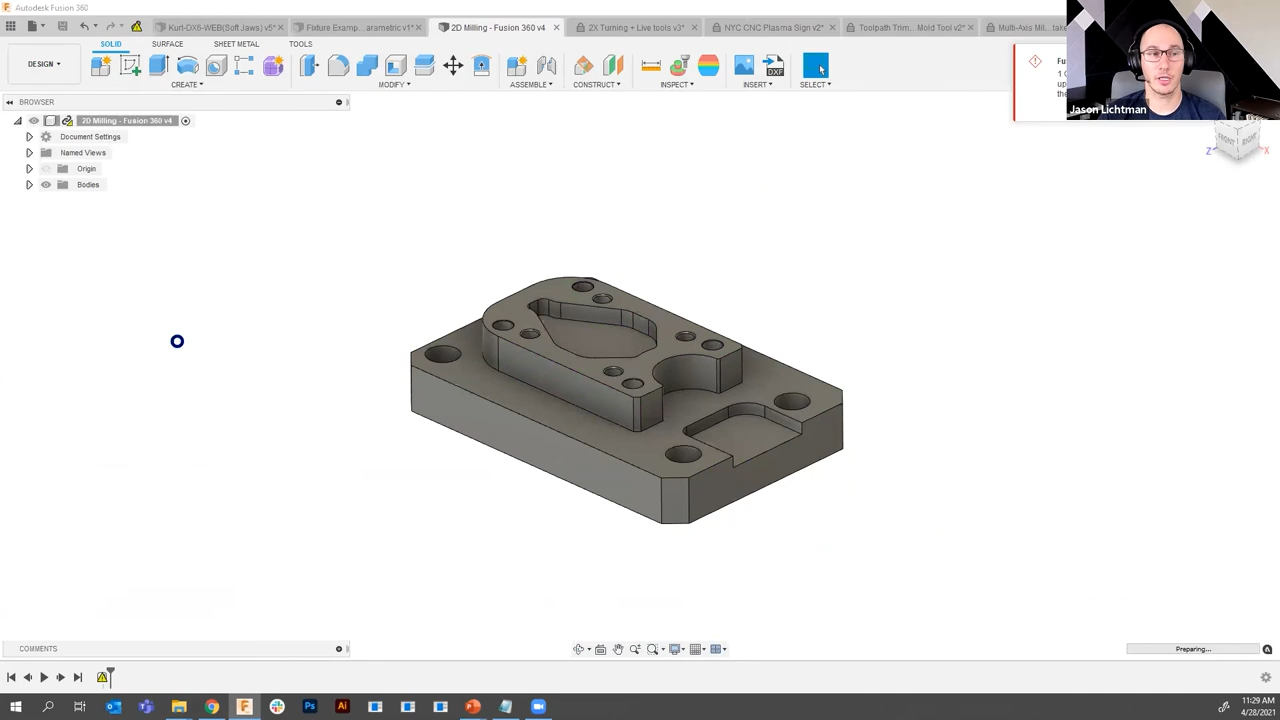 Autodesk Fusion 360
Kurt-DX6-WEB(Soft Jaws) v5*
Fixture Examp...arametric v1*
2D Milling - Fusion 360 v4
2X Turning + Live tools v3*
NYC CNC Plasma Sign v2*
Toolpath Trim... Mold Tool v2*
Multi-Axis Mil...
SOLID
SURFACE
SHEET METAL
TOOLS
DESIGN
CREATE
MODIFY
ASSEMBLE
CONSTRUCT
INSPECT
INSERT
SELECT
DXF
Jason Lichtman
BROWSER
2D Milling - Fusion 360 v4
Document Settings
Named Views
Origin
Bodies
FRONT
RIGHT
Z
X
COMMENTS
Preparing...
11:29 AM
4/28/2021